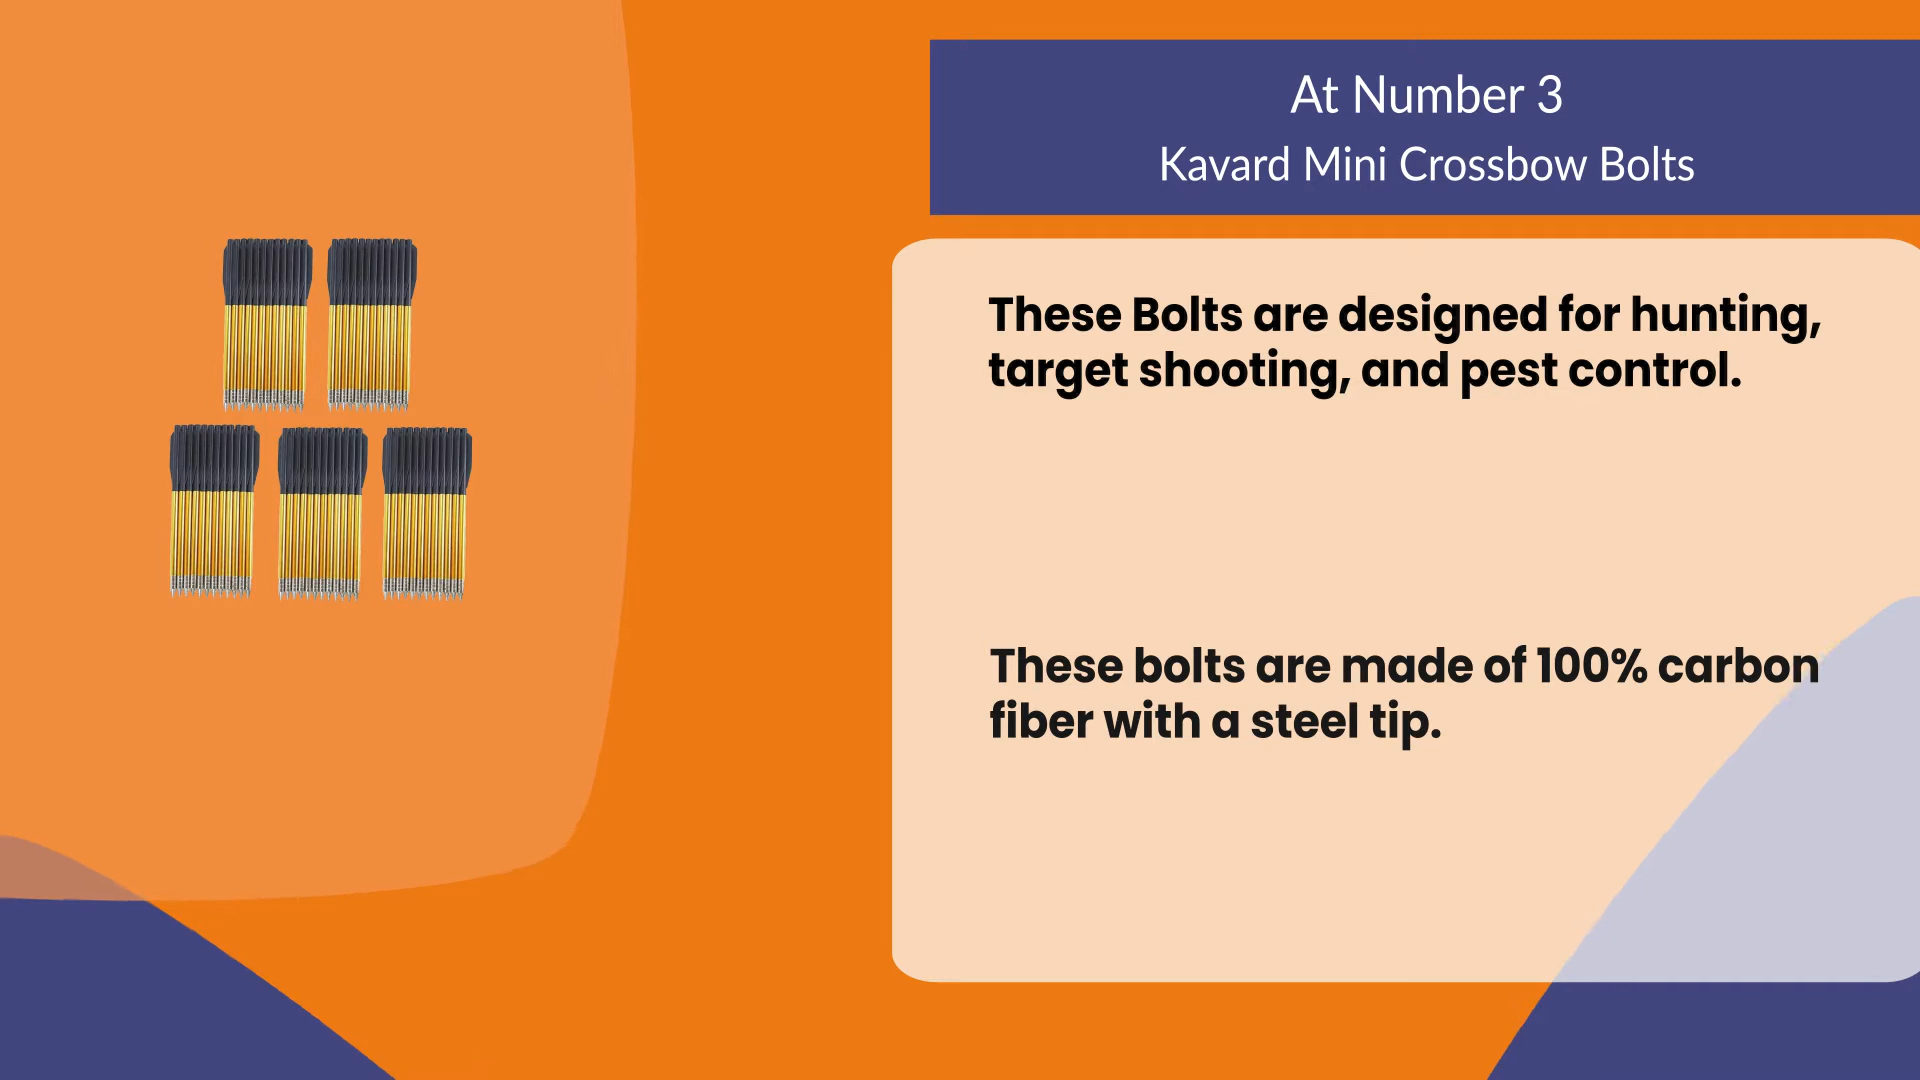 At Number 3
Kavard Mini Crossbow Bolts
These Bolts are designed for hunting,
target shooting, and pest control.
These bolts are made of 100% carbon
fiber with a steel tip.